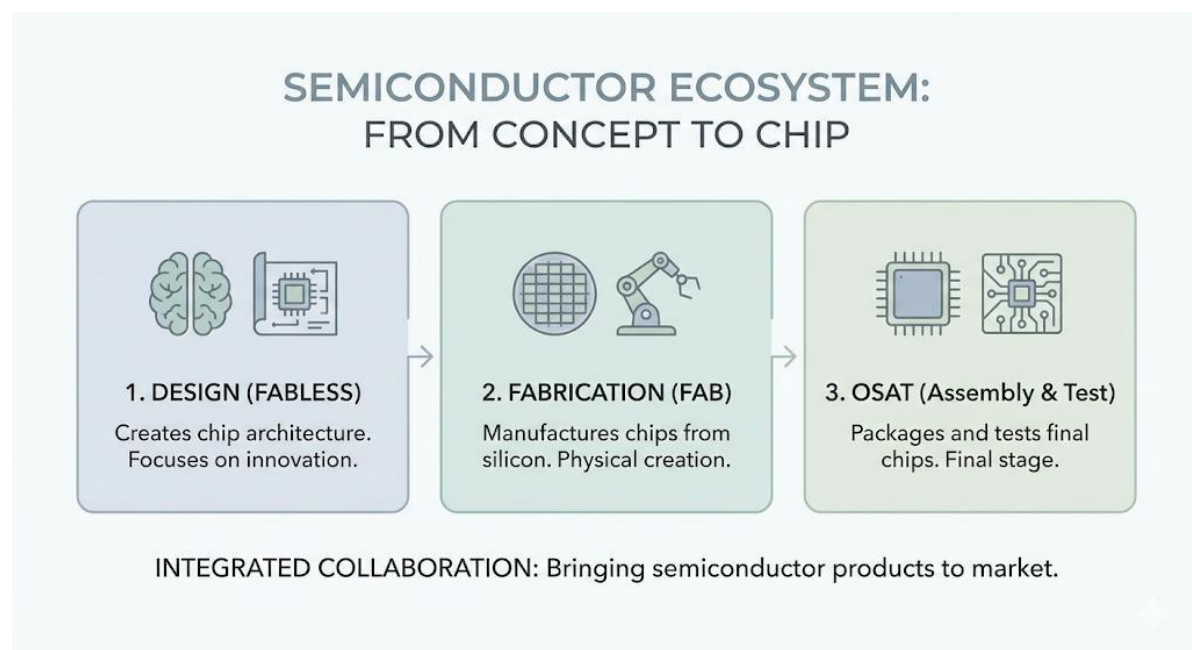 SEMICONDUCTOR ECOSYSTEM:
FROM CONCEPT TO CHIP
1. DESIGN (FABLESS)
Creates chip architecture.
Focuses on innovation.
2. FABRICATION (FAB)
Manufactures chips from
silicon. Physical creation.
3. OSAT (Assembly & Test)
Packages and tests final
chips. Final stage.
INTEGRATED COLLABORATION: Bringing semiconductor products to market.